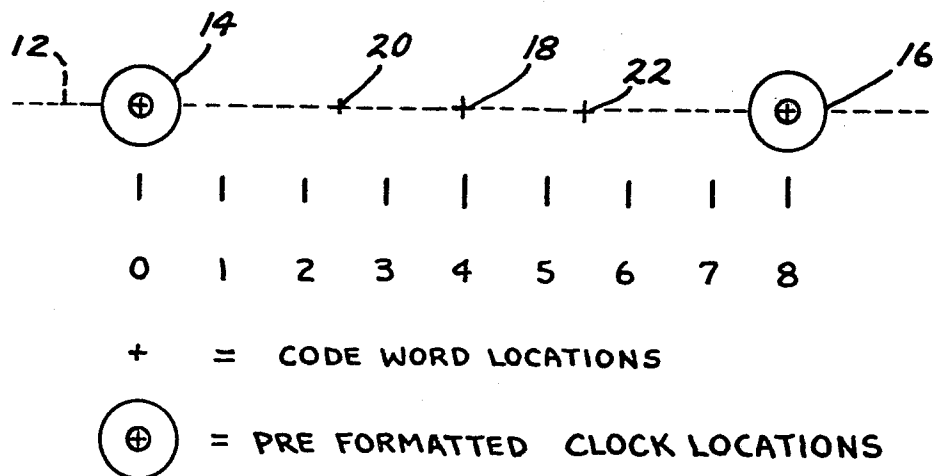 12 14 20 18 22 16
0 1 2 3 4 5 6 7 8
+ = CODE WORD LOCATIONS
= PRE FORMATTED CLOCK LOCATIONS